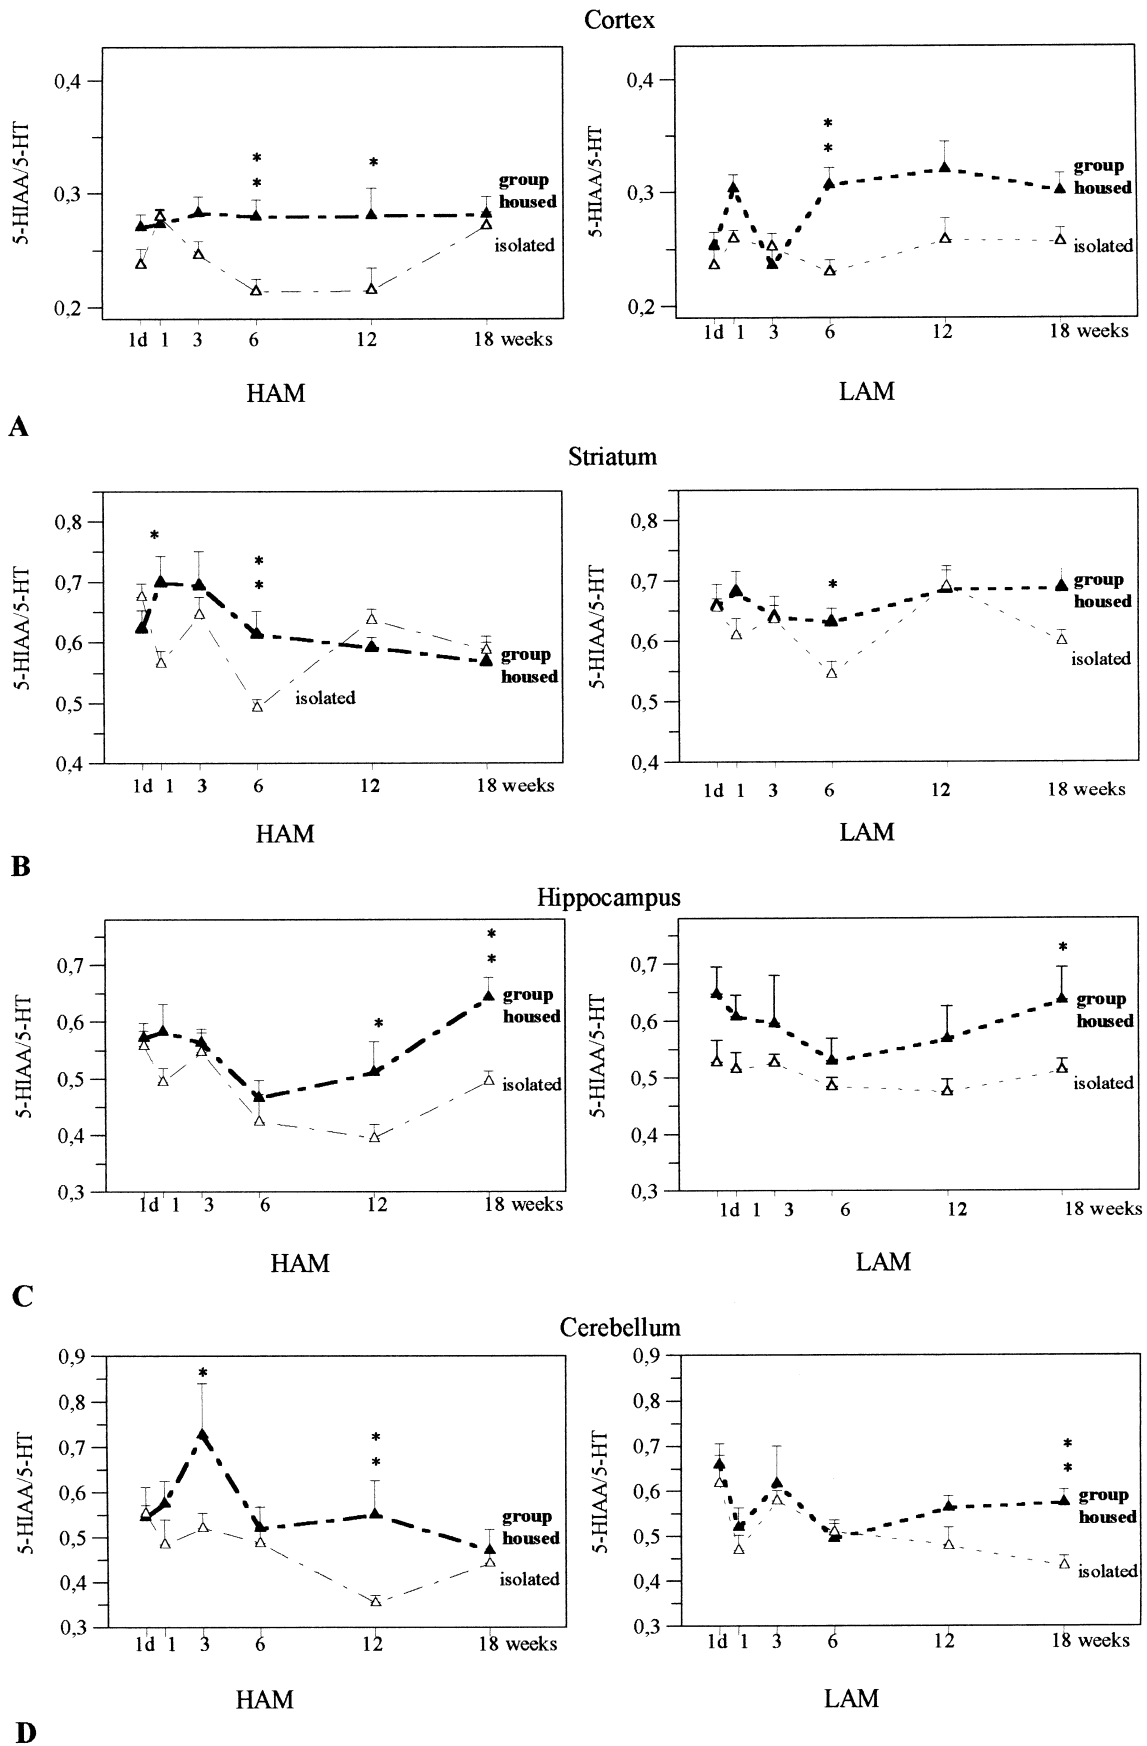 Cortex
5-HIAA/5-HT
0,4
0,3
0,2
* *
*
group
housed
isolated
1d 1 3 6 12 18 weeks
HAM
5-HIAA/5-HT
0,4
0,3
0,2
* *
group
housed
isolated
1d 1 3 6 12 18 weeks
LAM
A
Striatum
5-HIAA/5-HT
0,8
0,7
0,6
0,5
0,4
*
* *
group
housed
isolated
1d 1 3 6 12 18 weeks
HAM
5-HIAA/5-HT
0,8
0,7
0,6
0,5
0,4
*
group
housed
isolated
1d 1 3 6 12 18 weeks
LAM
B
Hippocampus
5-HIAA/5-HT
0,7
0,6
0,5
0,4
0,3
*
* *
group
housed
isolated
1d 1 3 6 12 18 weeks
HAM
5-HIAA/5-HT
0,7
0,6
0,5
0,4
0,3
*
group
housed
isolated
1d 1 3 6 12 18 weeks
LAM
C
Cerebellum
5-HIAA/5-HT
0,9
0,8
0,7
0,6
0,5
0,4
0,3
*
* *
group
housed
isolated
1d 1 3 6 12 18 weeks
HAM
5-HIAA/5-HT
0,9
0,8
0,7
0,6
0,5
0,4
0,3
* *
group
housed
isolated
1d 1 3 6 12 18 weeks
LAM
D